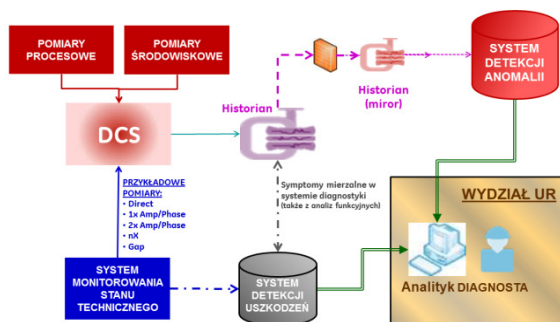 POMIARY
PROCESOWE
POMIARY
ŚRODOWISKOWE
DCS
Historian
Historian
(miror)
SYSTEM
DETEKCJI
ANOMALII
PRZYKŁADOWE
POMIARY:
• Direct
• 1x Amp/Phase
• 2x Amp/Phase
• nX
• Gap
Symptomy mierzalne w
systemie diagnostyki
(także z analiz funkcyjnych)
WYDZIAŁ UR
Analityk DIAGNOSTA
SYSTEM
MONITOROWANIA
STANU
TECHNICZNEGO
SYSTEM
DETEKCJI
USZKODZEŃ